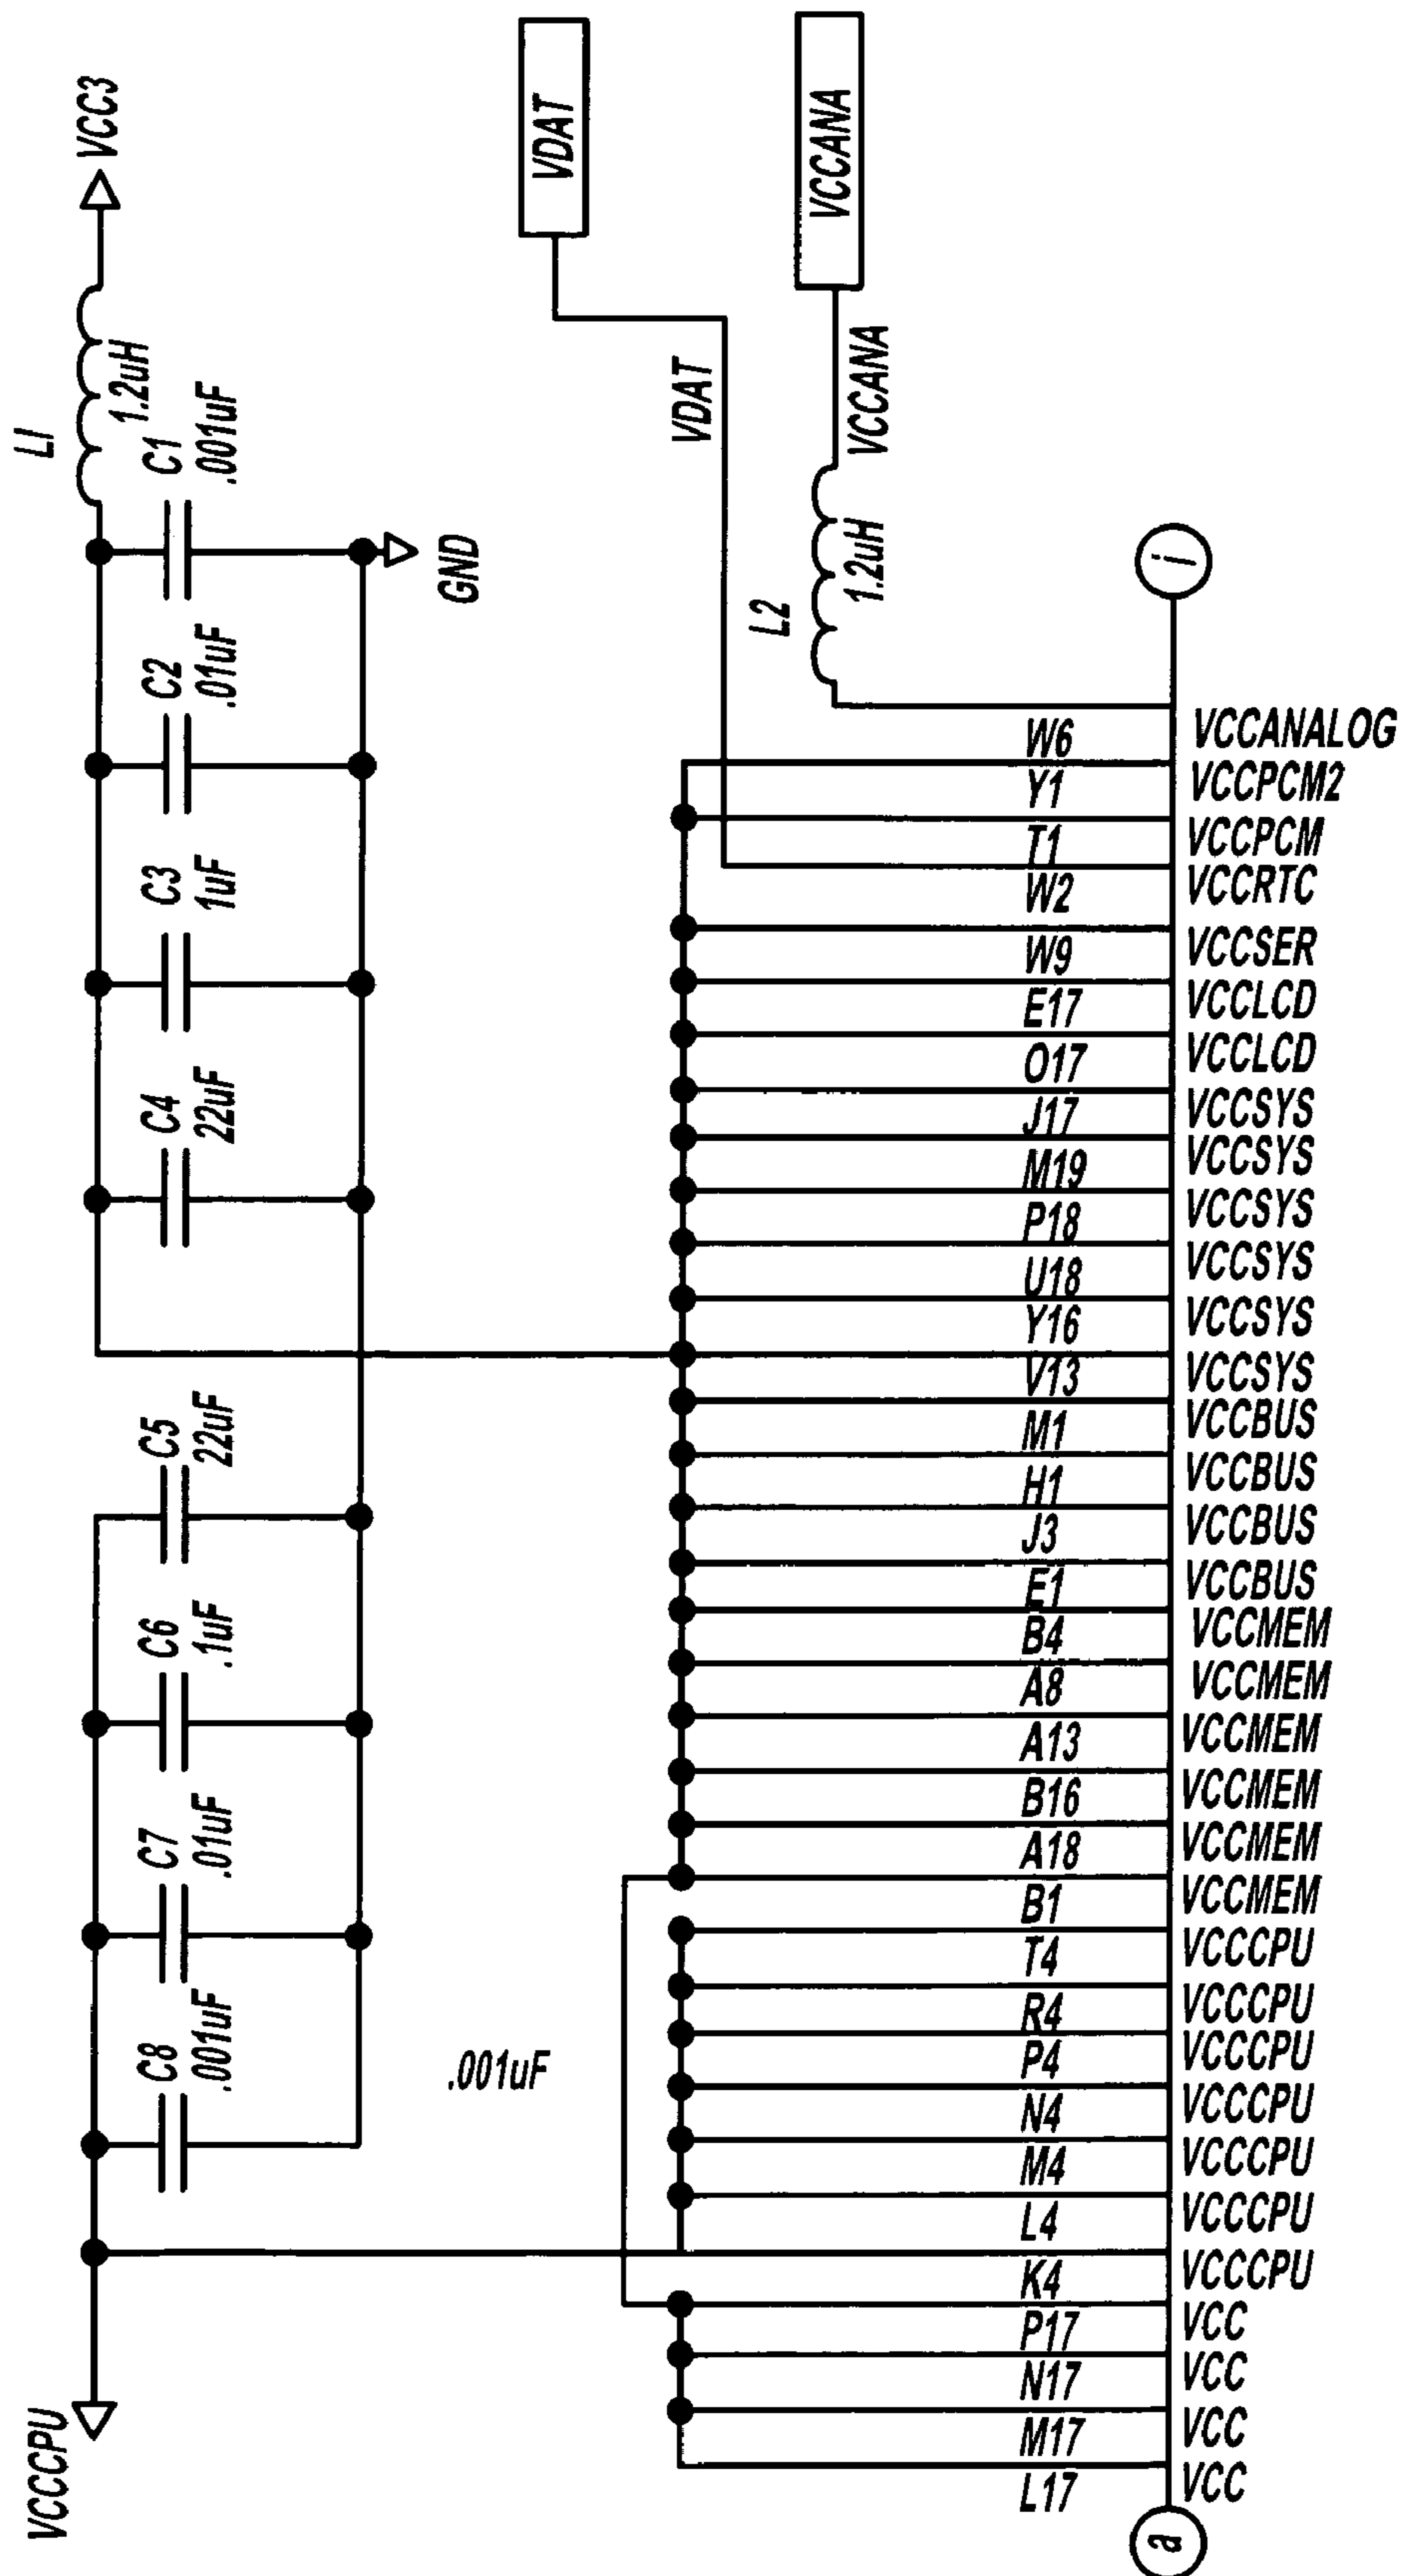 VCC3
L1
1.2uH
C1
.001uF
C2
.01uF
C3
1uF
C4
22uF
C5
22uF
C6
.1uF
C7
.01uF
C8
.001uF
GND
VCCCPU
.001uF
VDAT
VDAT
VCCANA
VCCANA
L2
1.2uH
i
W6 VCCANALOG
Y1 VCCPCM2
T1 VCCPCM
W2 VCCRTC
W9 VCCSER
E17 VCCLCD
O17 VCCLCD
J17 VCCSYS
M19 VCCSYS
P18 VCCSYS
U18 VCCSYS
Y16 VCCSYS
V13 VCCSYS
M1 VCCBUS
H1 VCCBUS
J3 VCCBUS
E1 VCCBUS
B4 VCCMEM
A8 VCCMEM
A13 VCCMEM
B16 VCCMEM
A18 VCCMEM
B1 VCCMEM
T4 VCCCPU
R4 VCCCPU
P4 VCCCPU
N4 VCCCPU
M4 VCCCPU
L4 VCCCPU
K4 VCCCPU
P17 VCC
N17 VCC
M17 VCC
L17 VCC
a